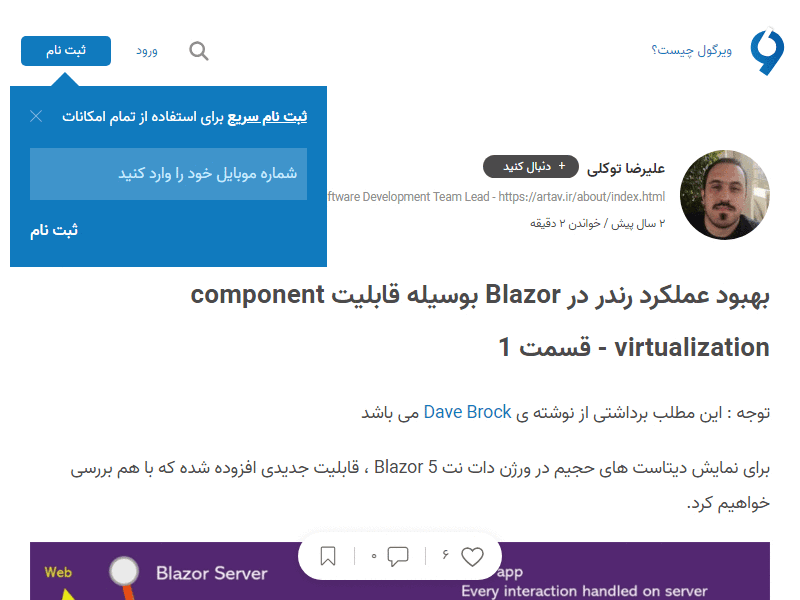 ویرگول چیست؟
ورود
ثبت نام
ثبت نام سریع برای استفاده از تمام امکانات
شماره موبایل خود را وارد کنید
ثبت نام
علیرضا توکلی
+ دنبال کنید
ftware Development Team Lead - https://artav.ir/about/index.html
۲ سال پیش / خواندن ۲ دقیقه
بهبود عملکرد رندر در Blazor بوسیله قابلیت component
virtualization - قسمت 1
توجه : این مطلب برداشتی از نوشته ی Dave Brock می باشد
برای نمایش دیتاست های حجیم در ورژن دات نت Blazor 5 ، قابلیت جدیدی افزوده شده که با هم بررسی
خواهیم کرد.
۶
۰
Web
Blazor Server
app
Every interaction handled on server